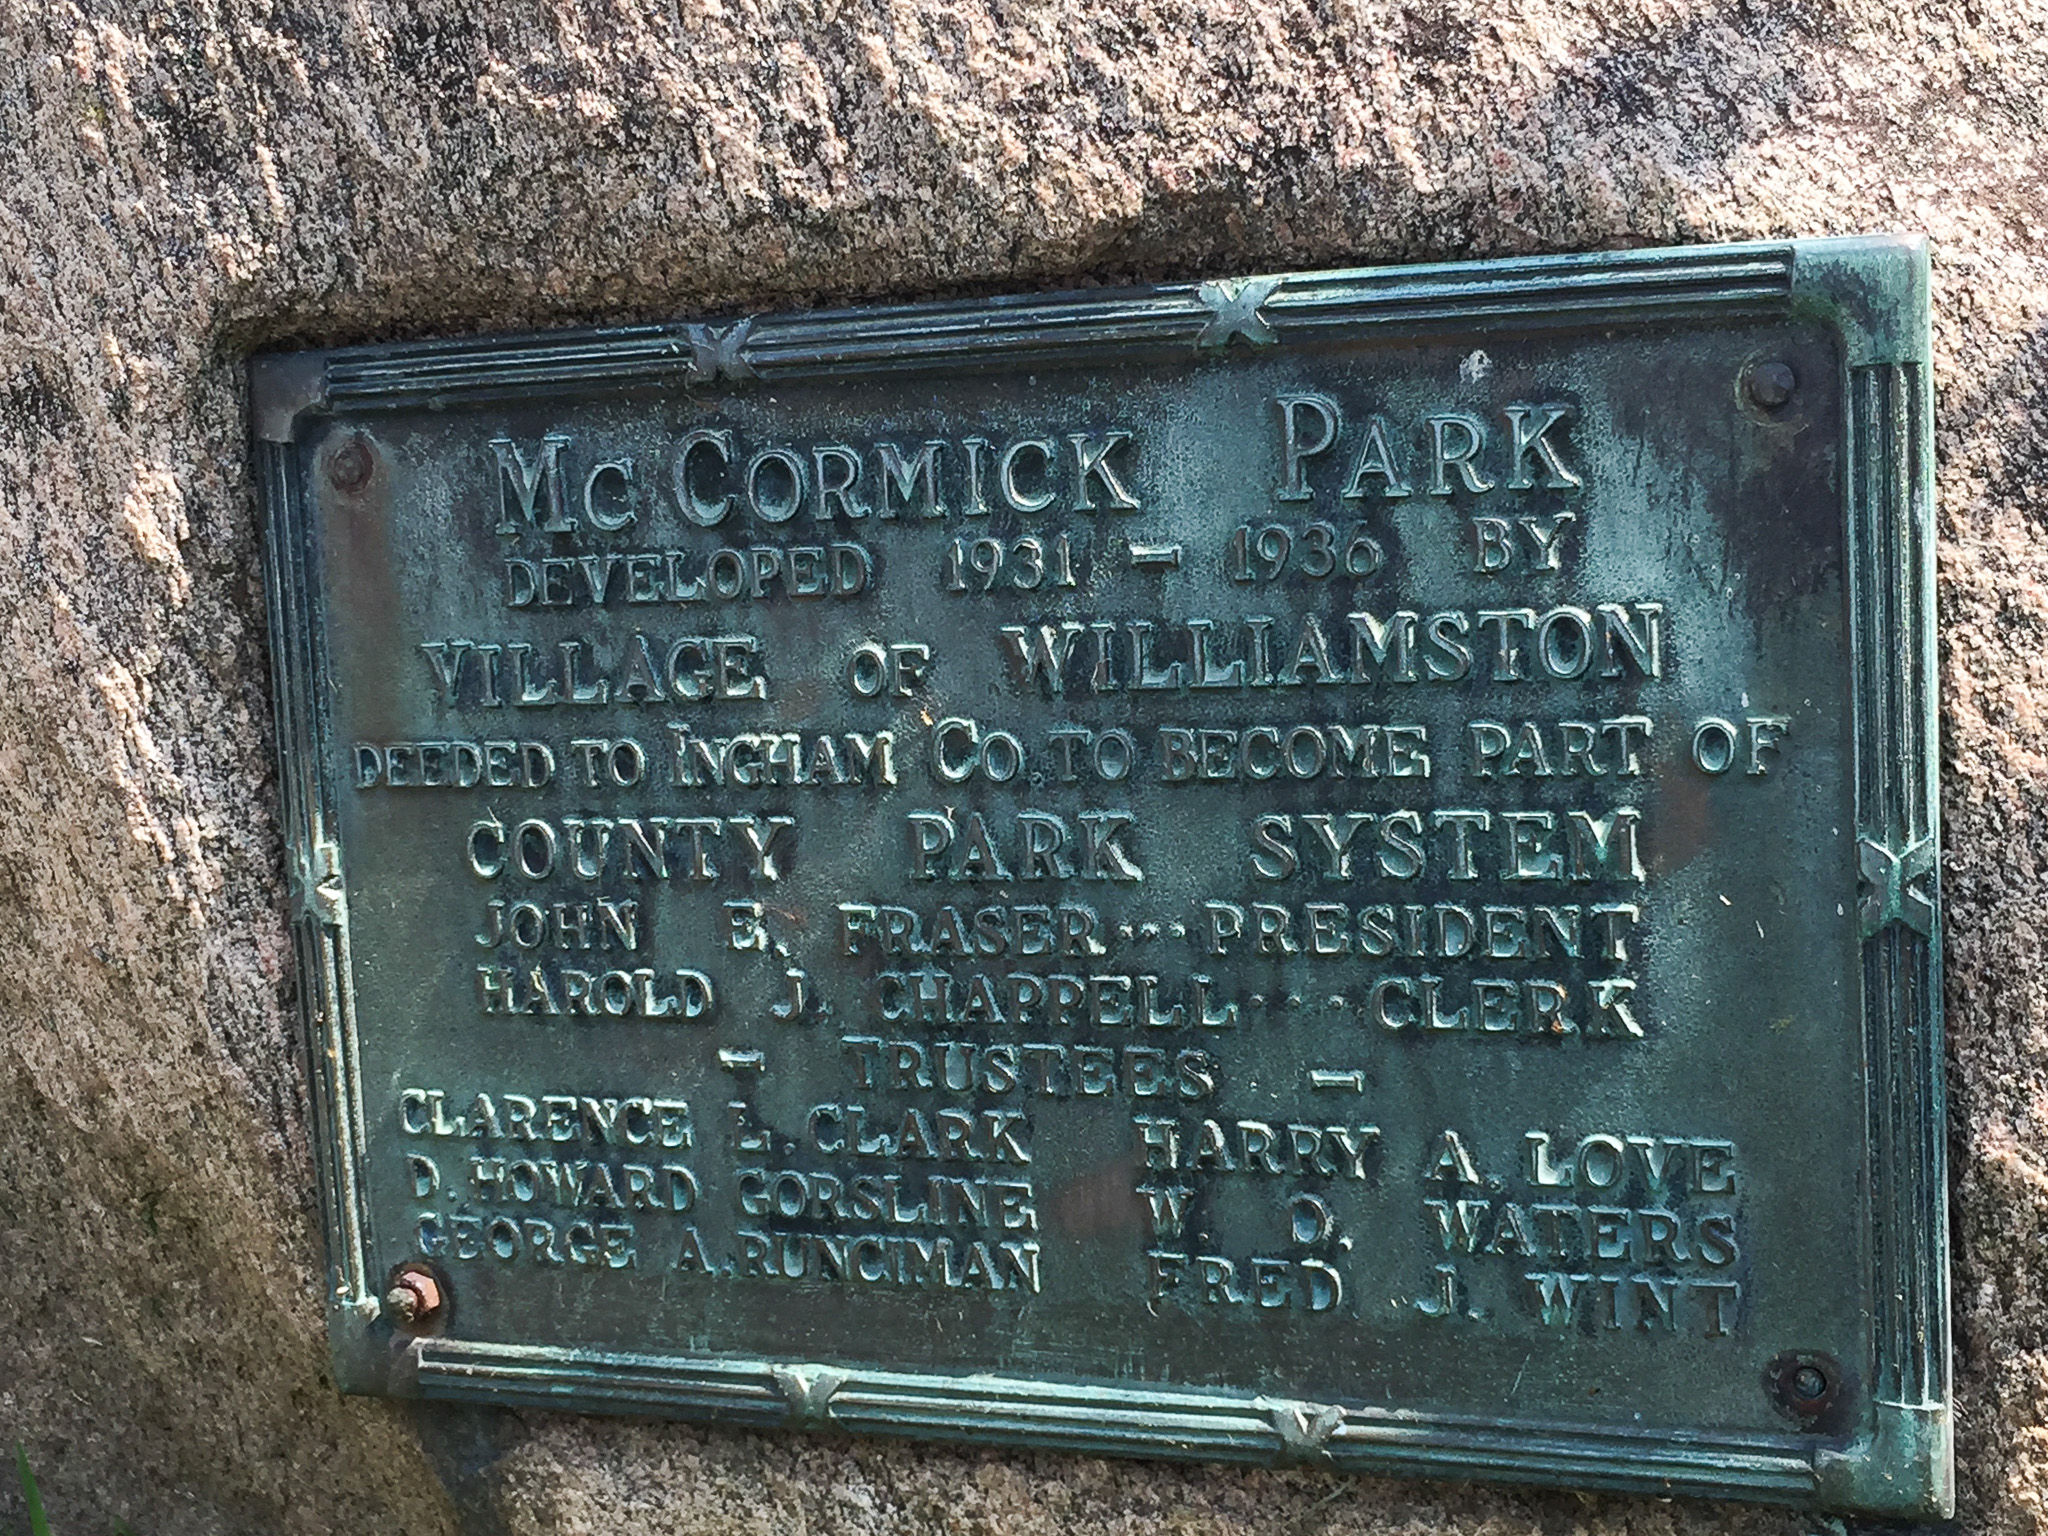 McCORMICK PARK
DEVELOPED 1931 - 1936 BY
VILLAGE OF WILLIAMSTON
DEEDED TO INGHAM CO. TO BECOME PART OF
COUNTY PARK SYSTEM
JOHN E. FRASER --- PRESIDENT
HAROLD J. CHAPPELL ---- CLERK
- TRUSTEES -
CLARENCE L. CLARK HARRY A. LOVE
D. HOWARD GORSLINE W. O. WATERS
GEORGE A. RUNCIMAN FRED J. WINT